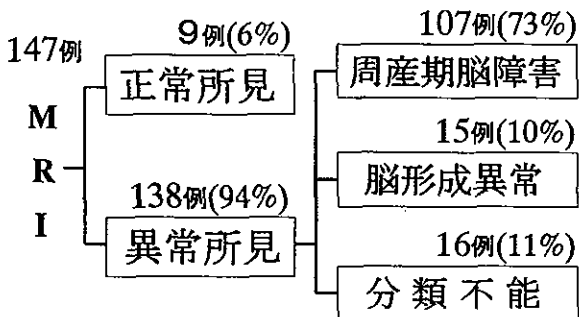 147例
MRI
9例(6%)
正常所見
138例(94%)
異常所見
107例(73%)
周産期脳障害
15例(10%)
脳形成異常
16例(11%)
分類不能